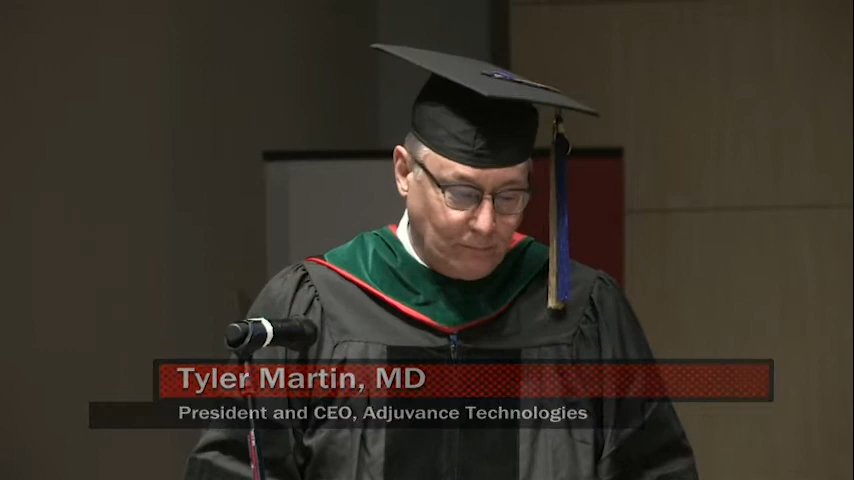 Tyler Martin, MD
President and CEO, Adjuvance Technologies